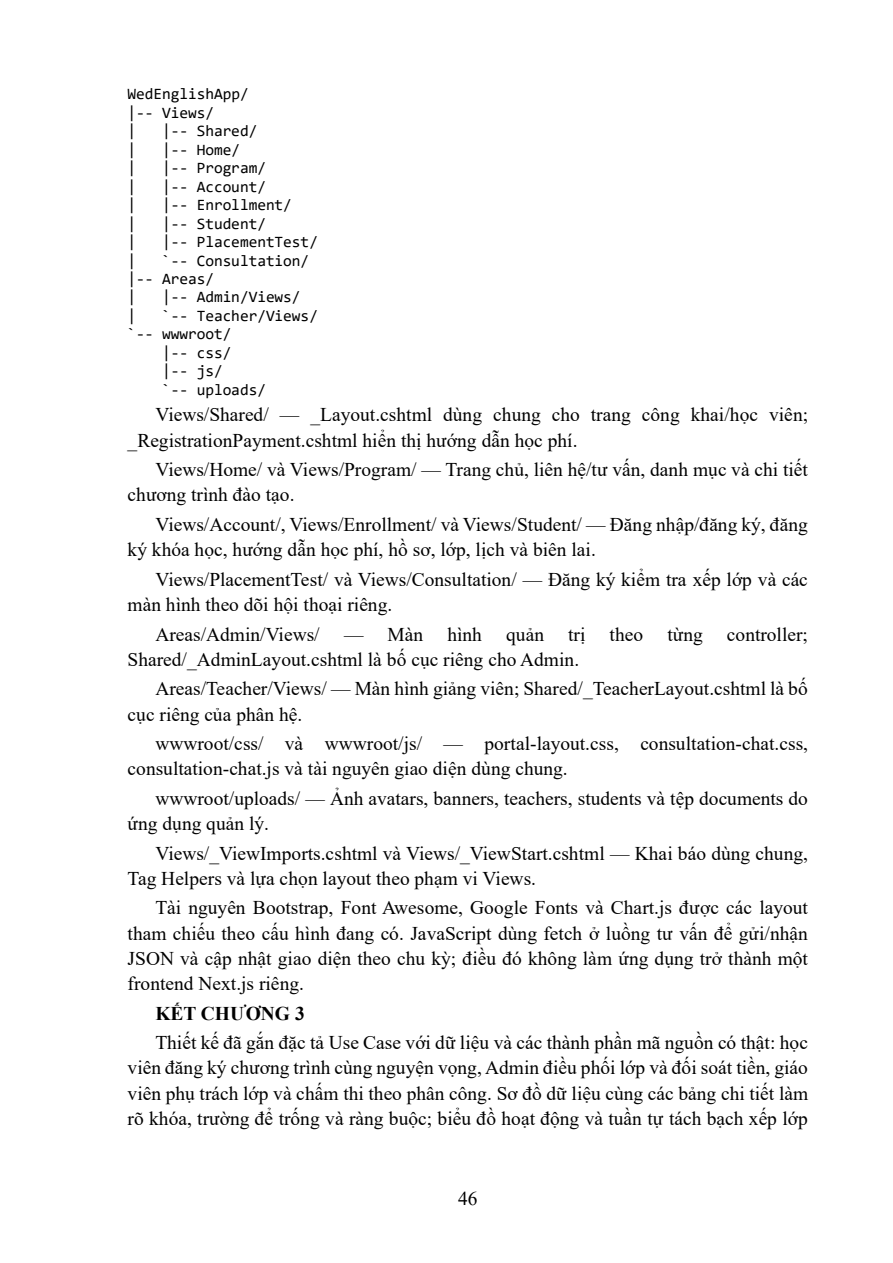 WedEnglishApp/
|-- Views/
|   |-- Shared/
|   |-- Home/
|   |-- Program/
|   |-- Account/
|   |-- Enrollment/
|   |-- Student/
|   |-- PlacementTest/
|   `-- Consultation/
|-- Areas/
|   |-- Admin/Views/
|   `-- Teacher/Views/
`-- wwwroot/
    |-- css/
    |-- js/
    `-- uploads/
Views/Shared/ — _Layout.cshtml dùng chung cho trang công khai/học viên;
_RegistrationPayment.cshtml hiển thị hướng dẫn học phí.
Views/Home/ và Views/Program/ — Trang chủ, liên hệ/tư vấn, danh mục và chi tiết
chương trình đào tạo.
Views/Account/, Views/Enrollment/ và Views/Student/ — Đăng nhập/đăng ký, đăng
ký khóa học, hướng dẫn học phí, hồ sơ, lớp, lịch và biên lai.
Views/PlacementTest/ và Views/Consultation/ — Đăng ký kiểm tra xếp lớp và các
màn hình theo dõi hội thoại riêng.
Areas/Admin/Views/ — Màn hình quản trị theo từng controller;
Shared/_AdminLayout.cshtml là bố cục riêng cho Admin.
Areas/Teacher/Views/ — Màn hình giảng viên; Shared/_TeacherLayout.cshtml là bố
cục riêng của phân hệ.
wwwroot/css/ và wwwroot/js/ — portal-layout.css, consultation-chat.css,
consultation-chat.js và tài nguyên giao diện dùng chung.
wwwroot/uploads/ — Ảnh avatars, banners, teachers, students và tệp documents do
ứng dụng quản lý.
Views/_ViewImports.cshtml và Views/_ViewStart.cshtml — Khai báo dùng chung,
Tag Helpers và lựa chọn layout theo phạm vi Views.
Tài nguyên Bootstrap, Font Awesome, Google Fonts và Chart.js được các layout
tham chiếu theo cấu hình đang có. JavaScript dùng fetch ở luồng tư vấn để gửi/nhận
JSON và cập nhật giao diện theo chu kỳ; điều đó không làm ứng dụng trở thành một
frontend Next.js riêng.
KẾT CHƯƠNG 3
Thiết kế đã gắn đặc tả Use Case với dữ liệu và các thành phần mã nguồn có thật: học
viên đăng ký chương trình cùng nguyện vọng, Admin điều phối lớp và đối soát tiền, giáo
viên phụ trách lớp và chấm thi theo phân công. Sơ đồ dữ liệu cùng các bảng chi tiết làm
rõ khóa, trường để trống và ràng buộc; biểu đồ hoạt động và tuần tự tách bạch xếp lớp
46